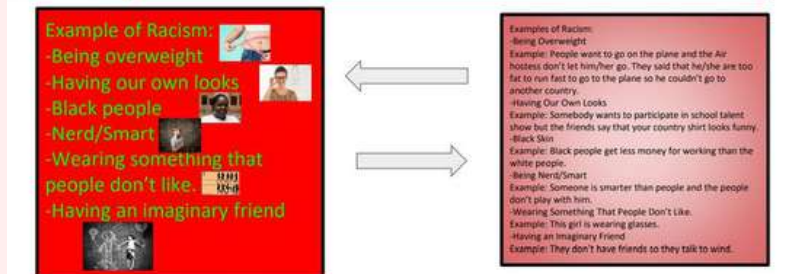 Example of Racism:
-Being overweight
-Having our own looks
-Black people
-Nerd/Smart
-Wearing something that
people don't like.
-Having an imaginary friend
Examples of Racism:
-Being Overweight
Example: People want to go on the plane and the Air
hostess don't let him/her go. They said that he/she are too
fat to run fast to go to the plane so he couldn't go to
another country.
-Having Our Own Looks
Example: Somebody wants to participate in school talent
show but the friends say that your country shirt looks funny.
-Black Skin
Example: Black people get less money for working than the
white people.
-Being Nerd/Smart
Example: Someone is smarter than people and the people
don't play with him.
-Wearing Something That People Don't Like.
Example: This girl is wearing glasses.
-Having an Imaginary Friend
Example: They don't have friends so they talk to wind.